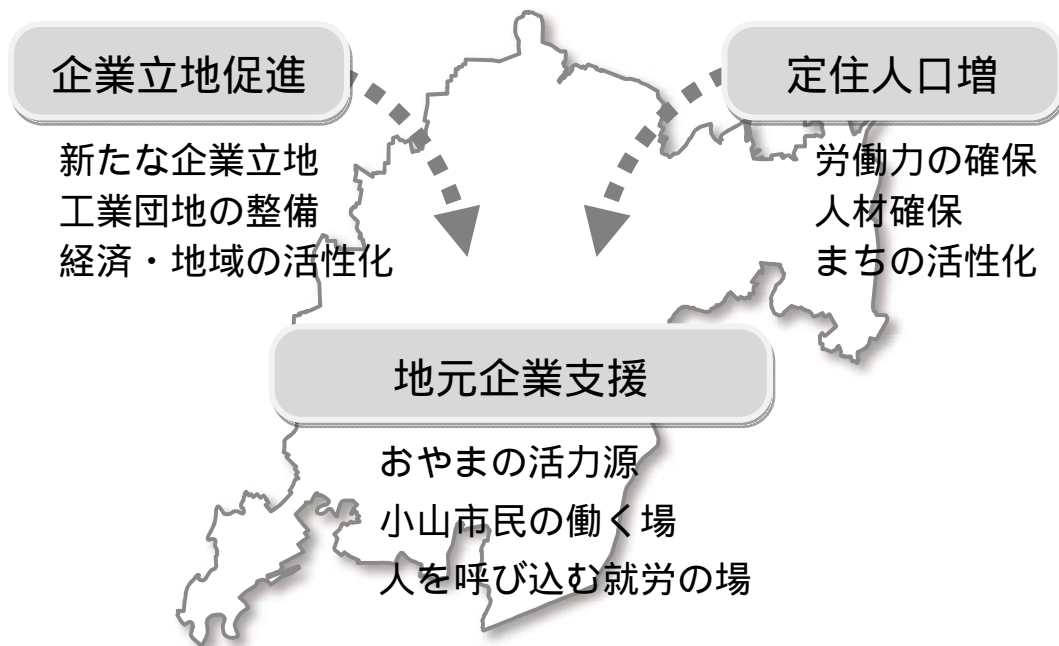 企業立地促進
新たな企業立地
工業団地の整備
経済・地域の活性化
定住人口増
労働力の確保
人材確保
まちの活性化
地元企業支援
おやまの活力源
小山市民の働く場
人を呼び込む就労の場